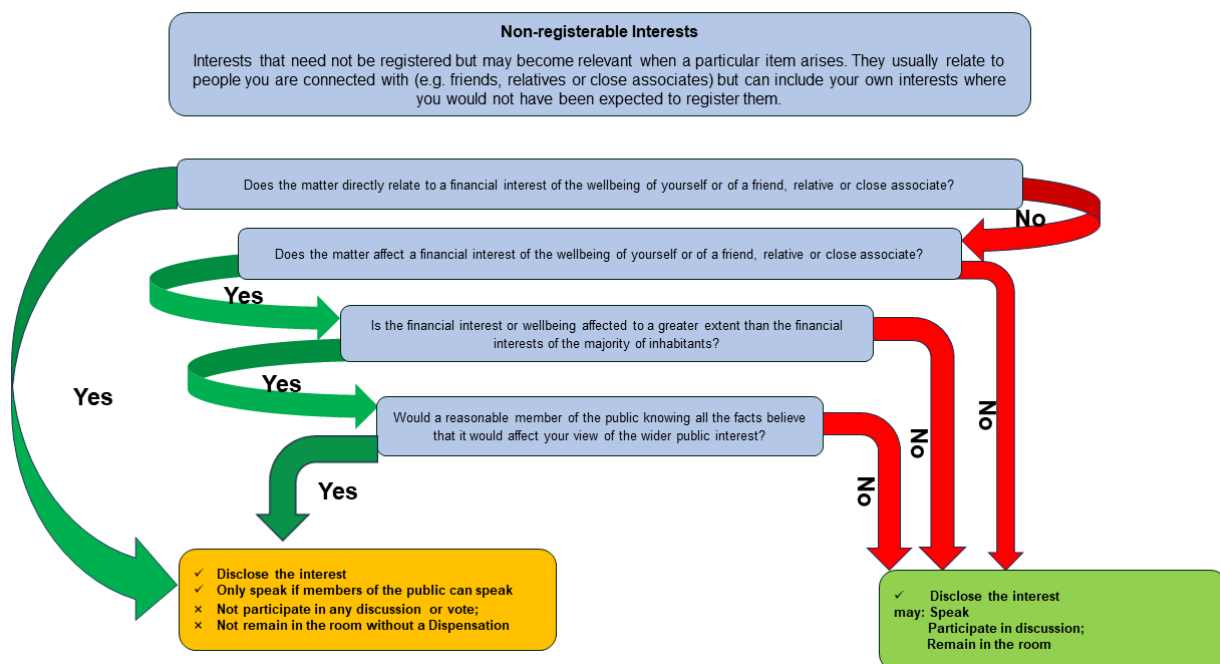 Non-registerable Interests
Interests that need not be registered but may become relevant when a particular item arises. They usually relate to
people you are connected with (e.g. friends, relatives or close associates) but can include your own interests where
you would not have been expected to register them.
Does the matter directly relate to a financial interest of the wellbeing of yourself or of a friend, relative or close associate?
No
Does the matter affect a financial interest of the wellbeing of yourself or of a friend, relative or close associate?
Yes
Is the financial interest or wellbeing affected to a greater extent than the financial
interests of the majority of inhabitants?
Yes
Yes
Would a reasonable member of the public knowing all the facts believe
that it would affect your view of the wider public interest?
No
No
No
Yes
✓ Disclose the interest
✓ Only speak if members of the public can speak
× Not participate in any discussion or vote;
× Not remain in the room without a Dispensation
✓ Disclose the interest
may: Speak
Participate in discussion;
Remain in the room